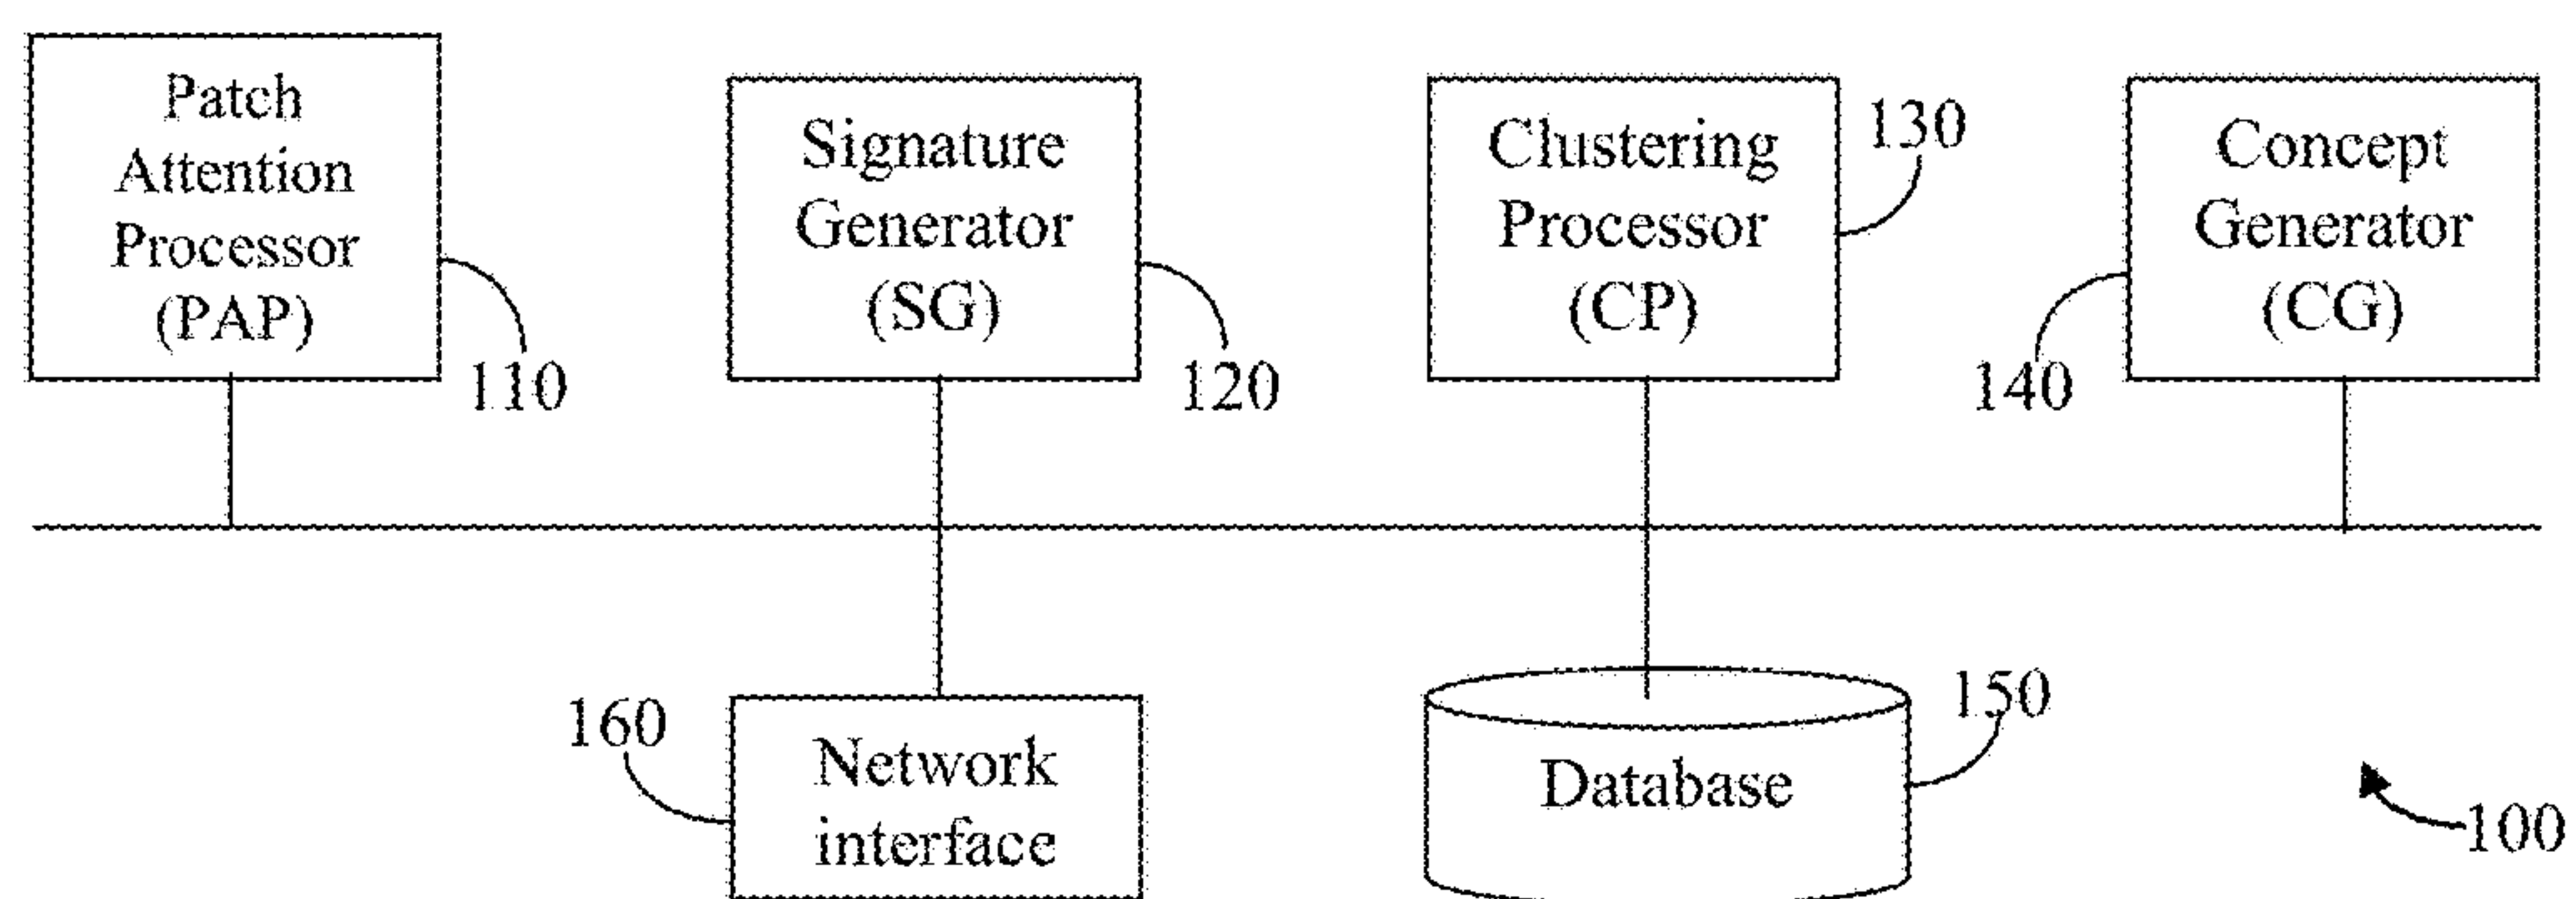 Patch
Attention
Processor
(PAP)
110
Signature
Generator
(SG)
120
Clustering
Processor
(CP)
130
Concept
Generator
(CG)
140
160
Network
interface
Database
150
100